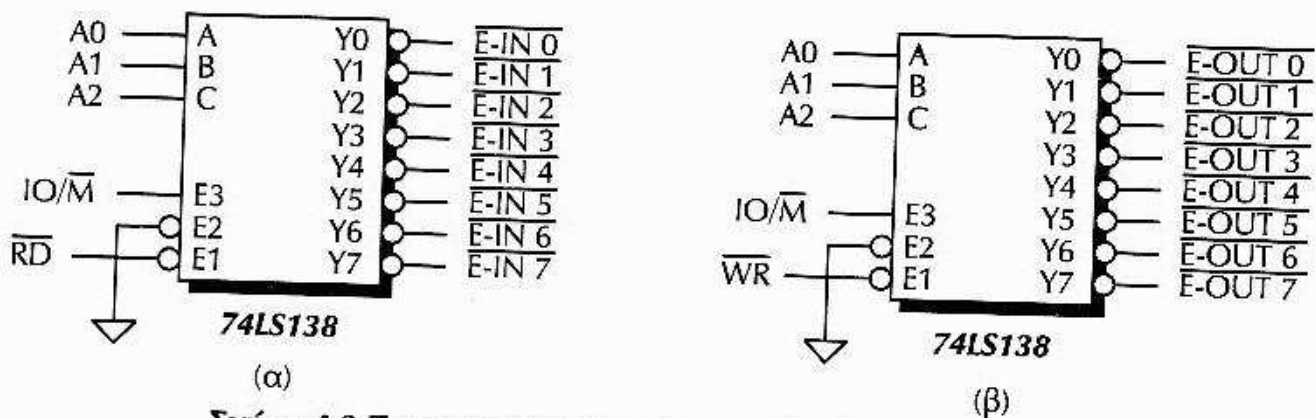 A0 A Y0 E-IN 0
A1 B Y1 E-IN 1
A2 C Y2 E-IN 2
Y3 E-IN 3
Y4 E-IN 4
IO/M E3 Y5 E-IN 5
E2 Y6 E-IN 6
RD E1 Y7 E-IN 7
74LS138
(α)
A0 A Y0 E-OUT 0
A1 B Y1 E-OUT 1
A2 C Y2 E-OUT 2
Y3 E-OUT 3
Y4 E-OUT 4
IO/M E3 Y5 E-OUT 5
E2 Y6 E-OUT 6
WR E1 Y7 E-OUT 7
74LS138
(β)